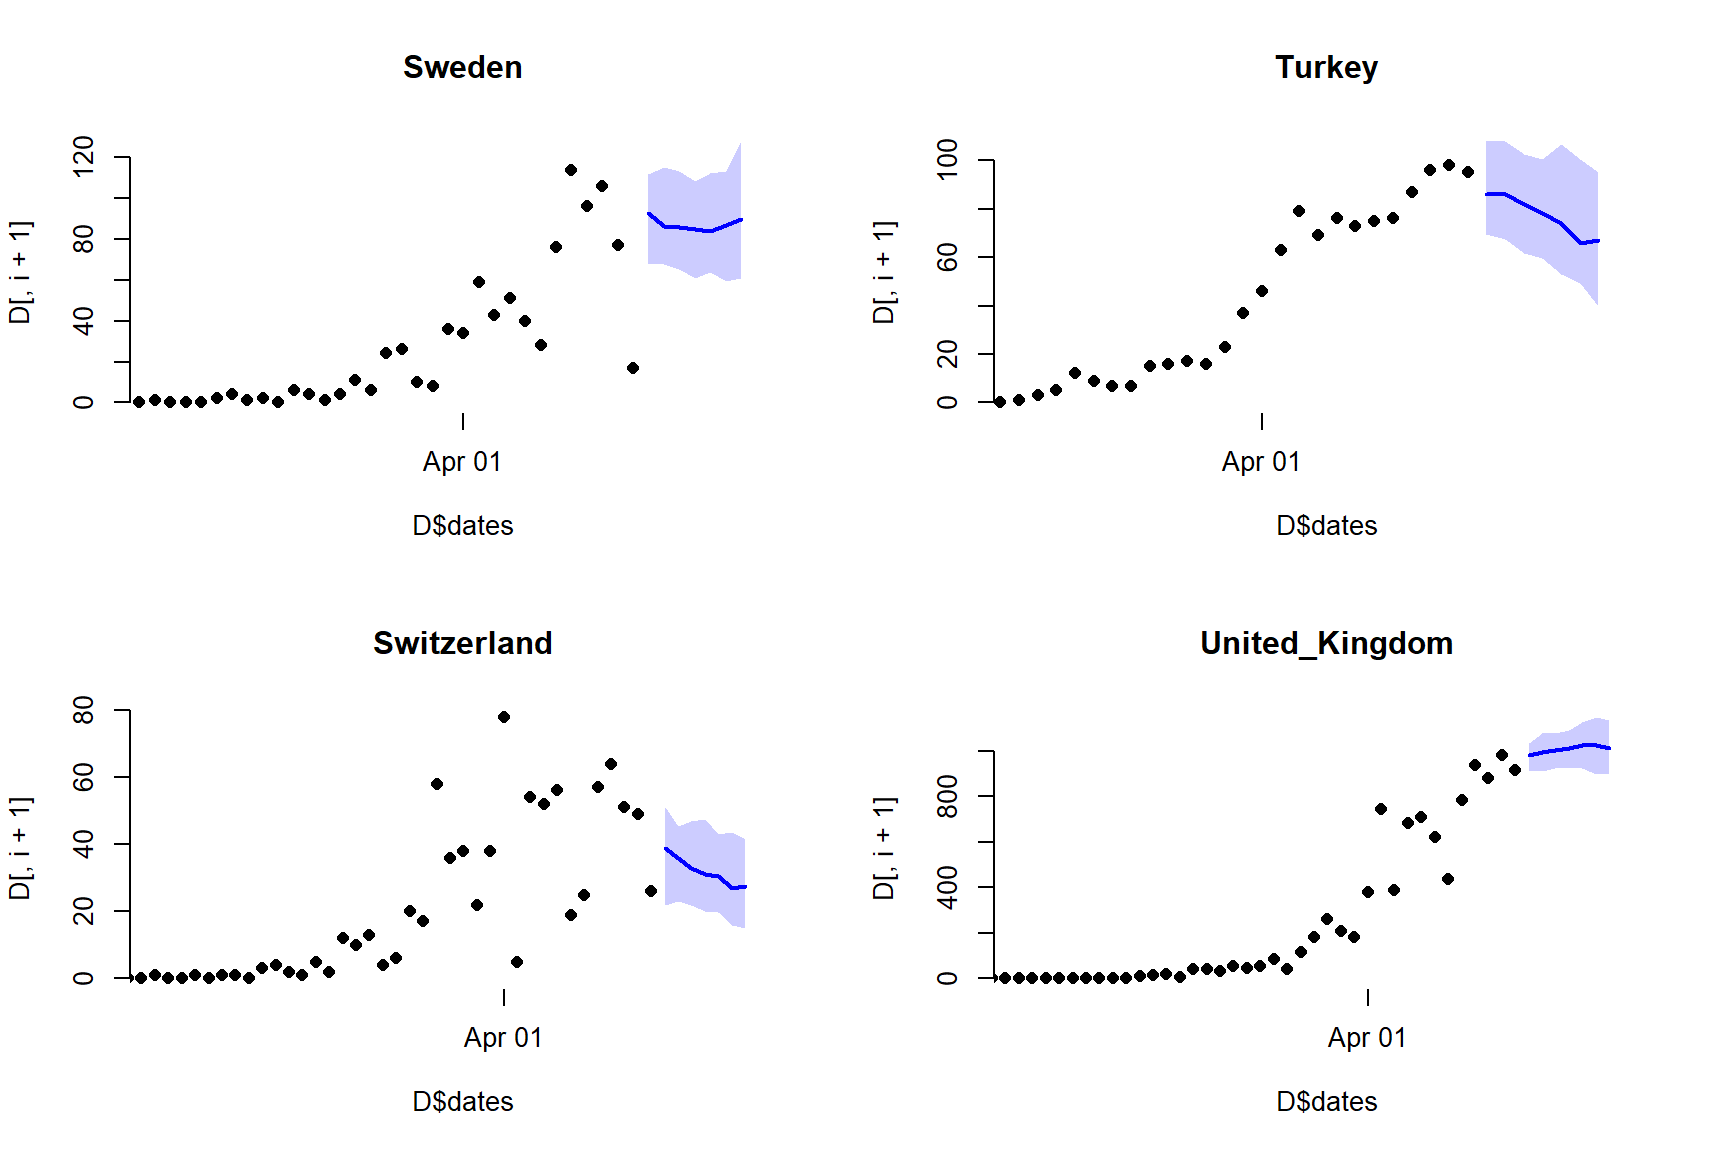 Sweden
120
80
40
0
D[, i + 1]
Apr 01
D$dates
Turkey
100
60
20
0
D[, i + 1]
Apr 01
D$dates
Switzerland
80
60
40
20
0
D[, i + 1]
Apr 01
D$dates
United_Kingdom
800
400
0
D[, i + 1]
Apr 01
D$dates